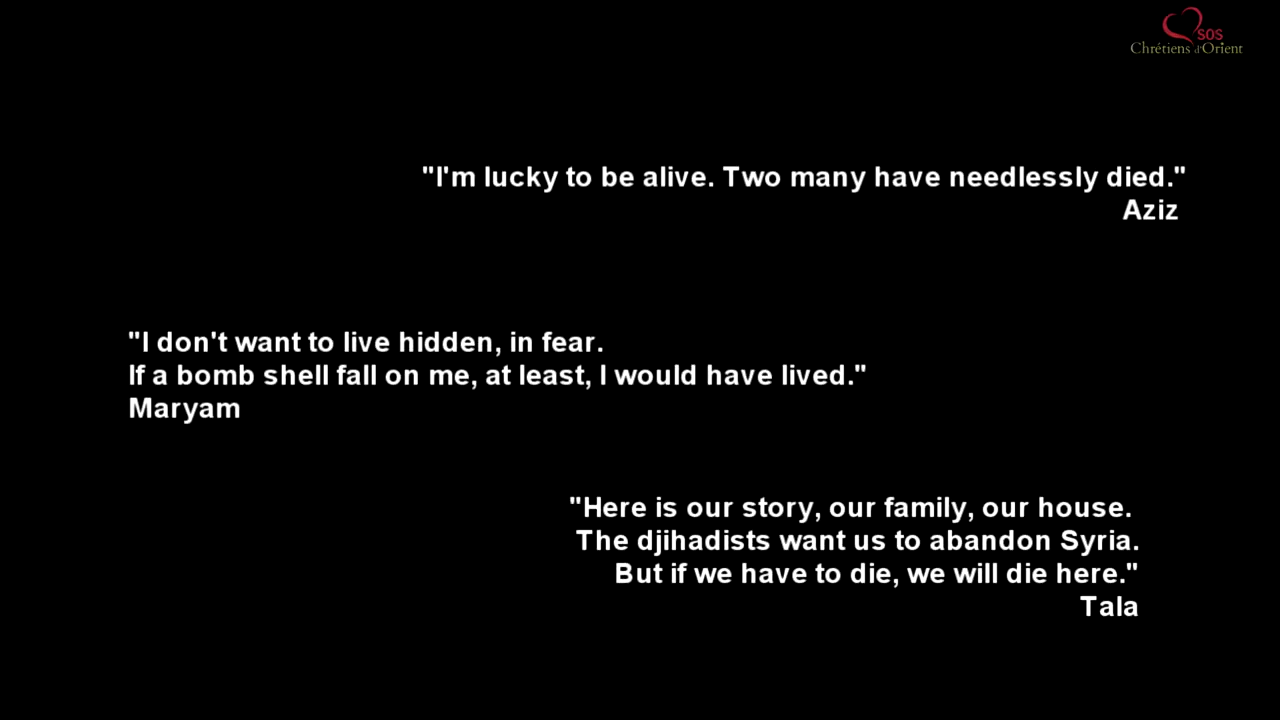 SOS
Chrétiens d'Orient
"I'm lucky to be alive. Two many have needlessly died."
Aziz
"I don't want to live hidden, in fear.
If a bomb shell fall on me, at least, I would have lived."
Maryam
"Here is our story, our family, our house.
The djihadists want us to abandon Syria.
But if we have to die, we will die here."
Tala